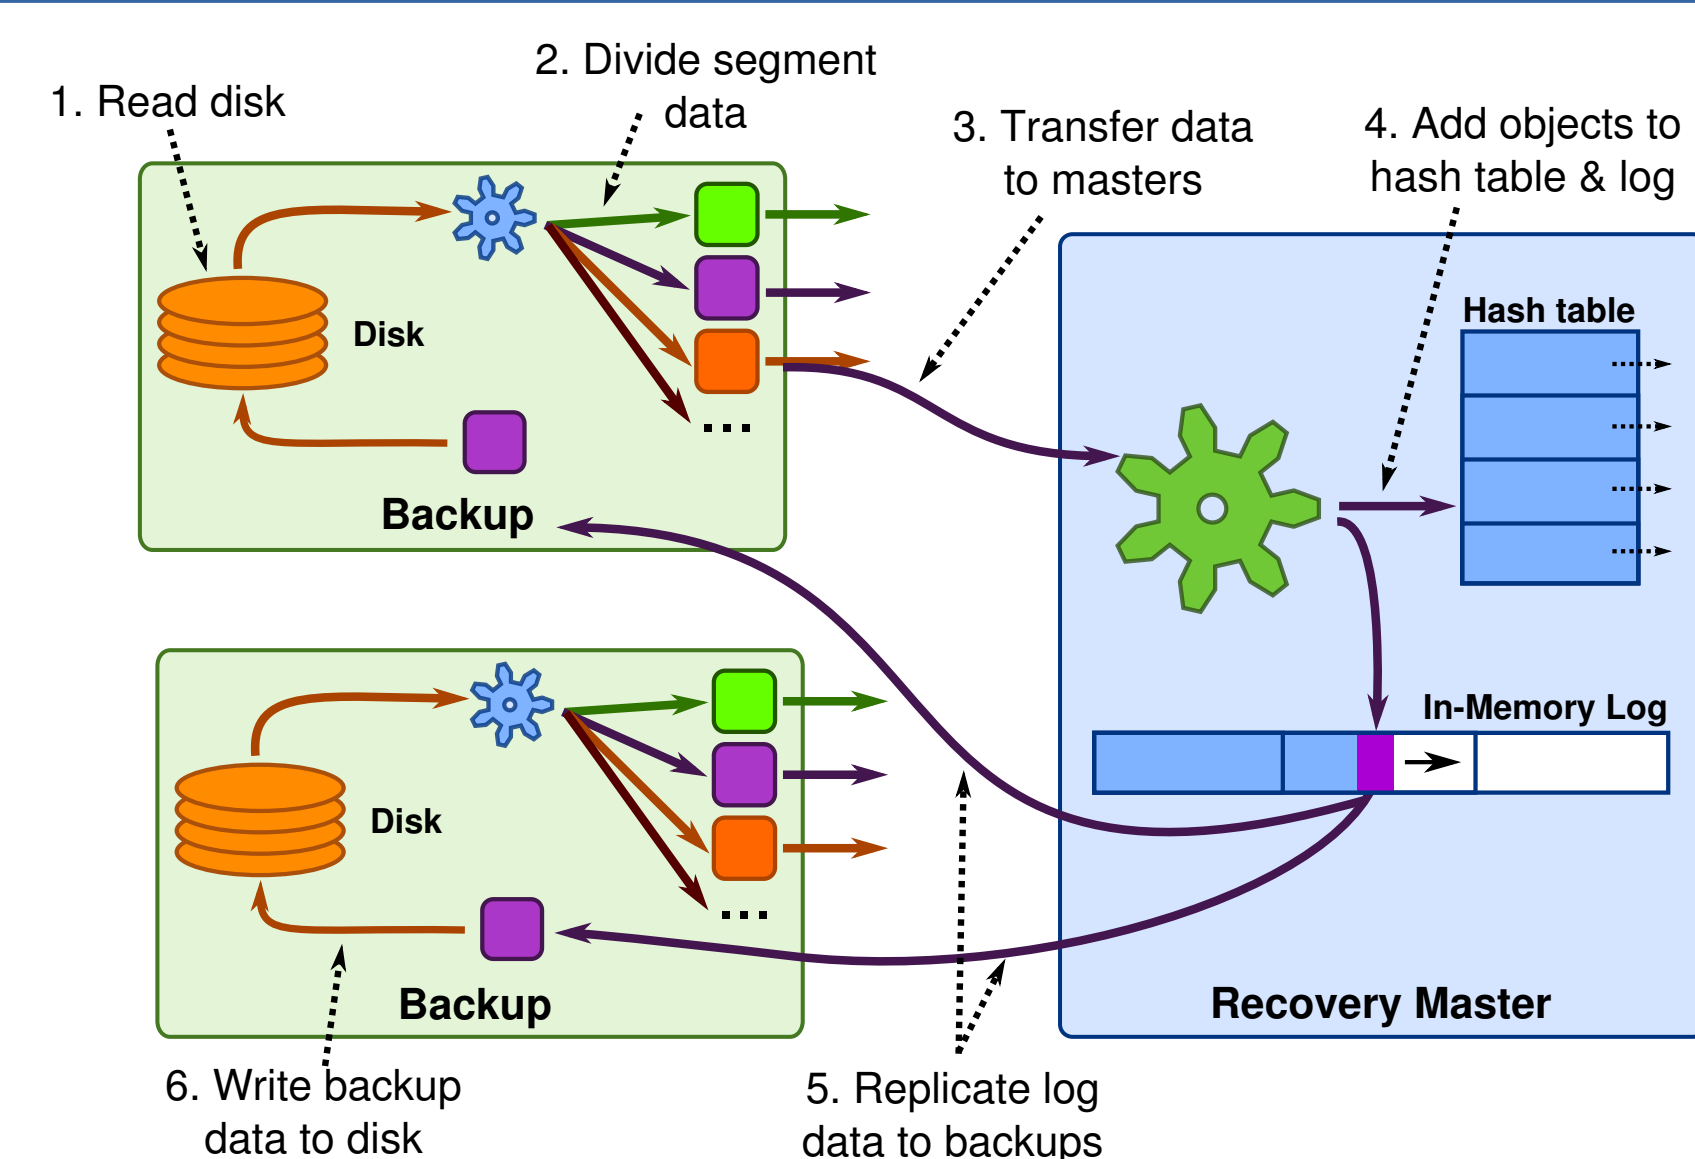 1. Read disk
2. Divide segment
data
3. Transfer data
to masters
4. Add objects to
hash table & log
Disk
...
Backup
Hash table
In-Memory Log
Recovery Master
Disk
...
Backup
6. Write backup
data to disk
5. Replicate log
data to backups